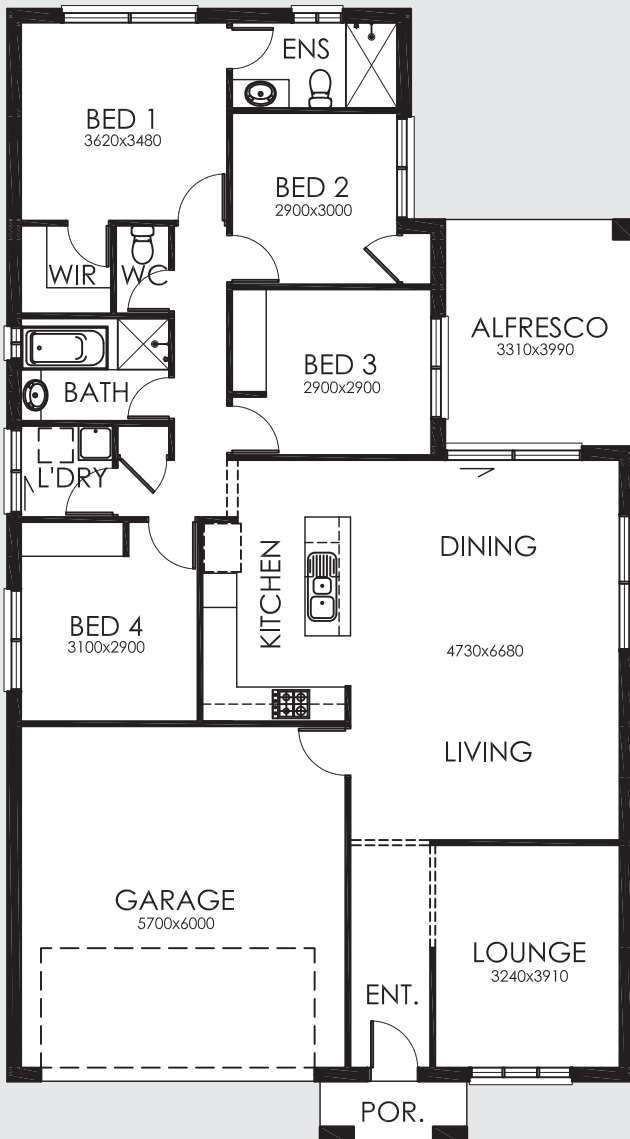 ENS
BED 1
3620x3480
BED 2
2900x3000
WIR
WC
ALFRESCO
3310x3990
BED 3
2900x2900
BATH
L'DRY
KITCHEN
DINING
4730x6680
BED 4
3100x2900
LIVING
GARAGE
5700x6000
LOUNGE
3240x3910
ENT.
POR.